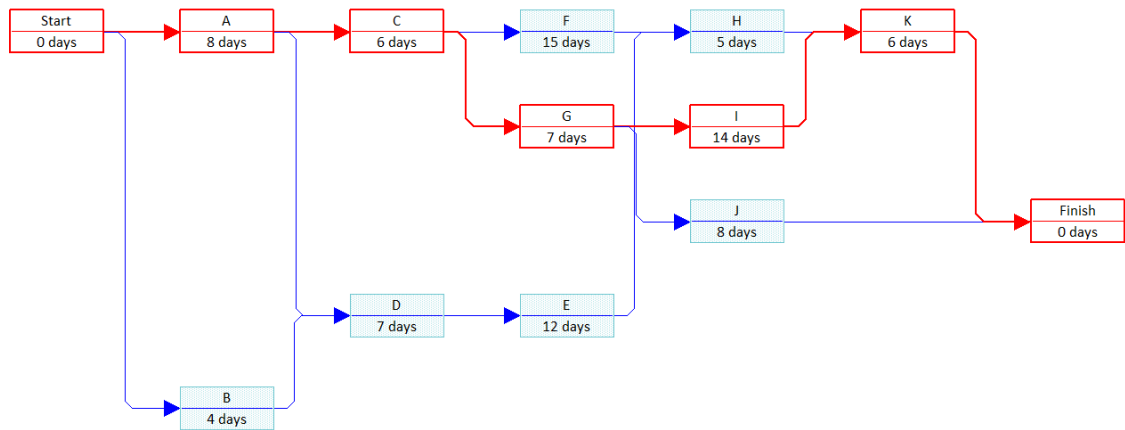 Start
0 days
A
8 days
C
6 days
F
15 days
H
5 days
K
6 days
G
7 days
I
14 days
J
8 days
Finish
0 days
D
7 days
E
12 days
B
4 days